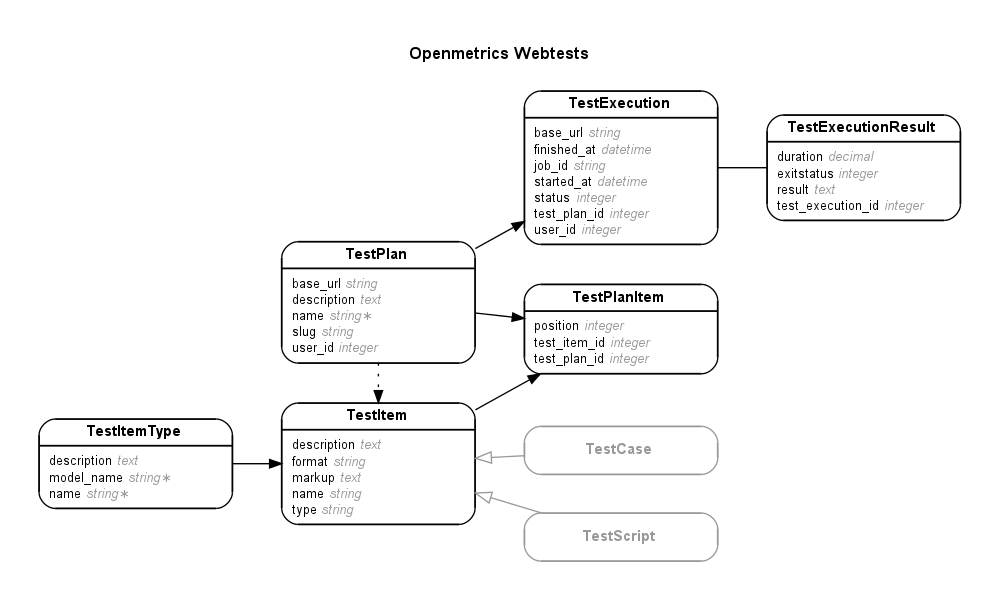 Openmetrics Webtests
TestExecution
base_url string
finished_at datetime
job_id string
started_at datetime
status integer
test_plan_id integer
user_id integer
TestExecutionResult
duration decimal
exitstatus integer
result text
test_execution_id integer
TestPlan
base_url string
description text
name string∗
slug string
user_id integer
TestPlanItem
position integer
test_item_id integer
test_plan_id integer
TestItemType
description text
model_name string∗
name string∗
TestItem
description text
format string
markup text
name string
type string
TestCase
TestScript